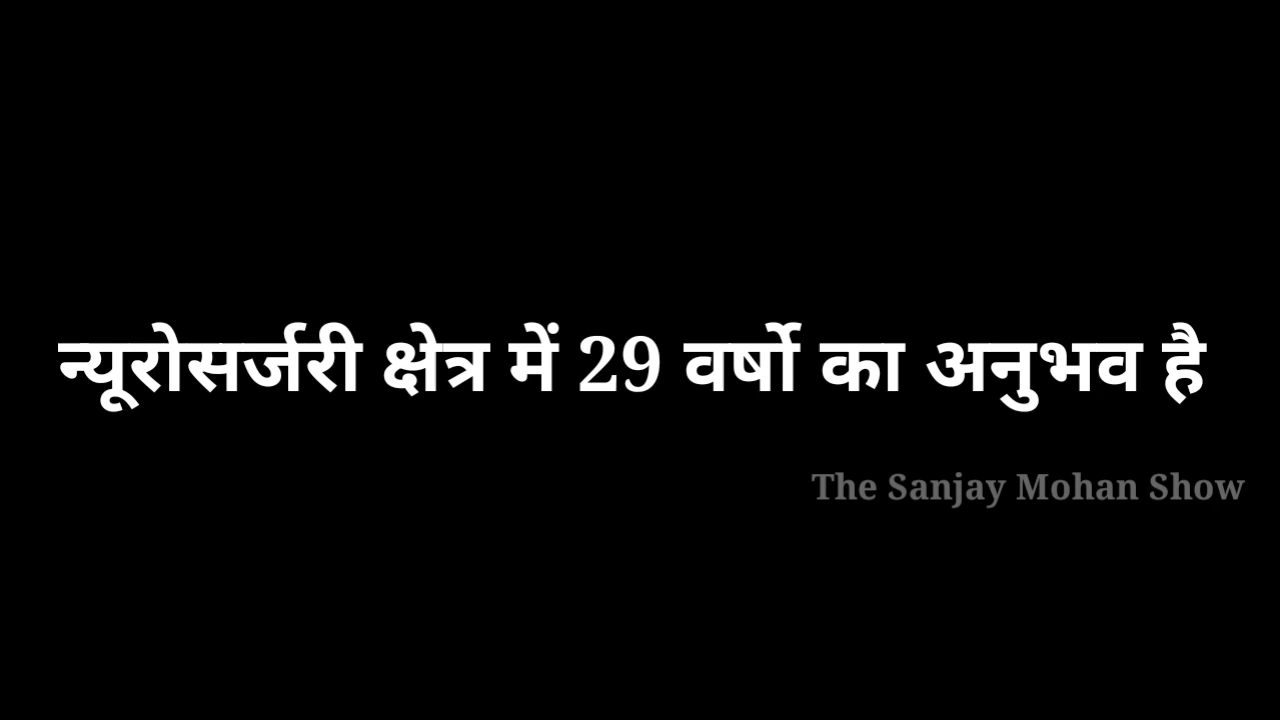 न्यूरोसर्जरी क्षेत्र में 29 वर्षो का अनुभव है
The Sanjay Mohan Show